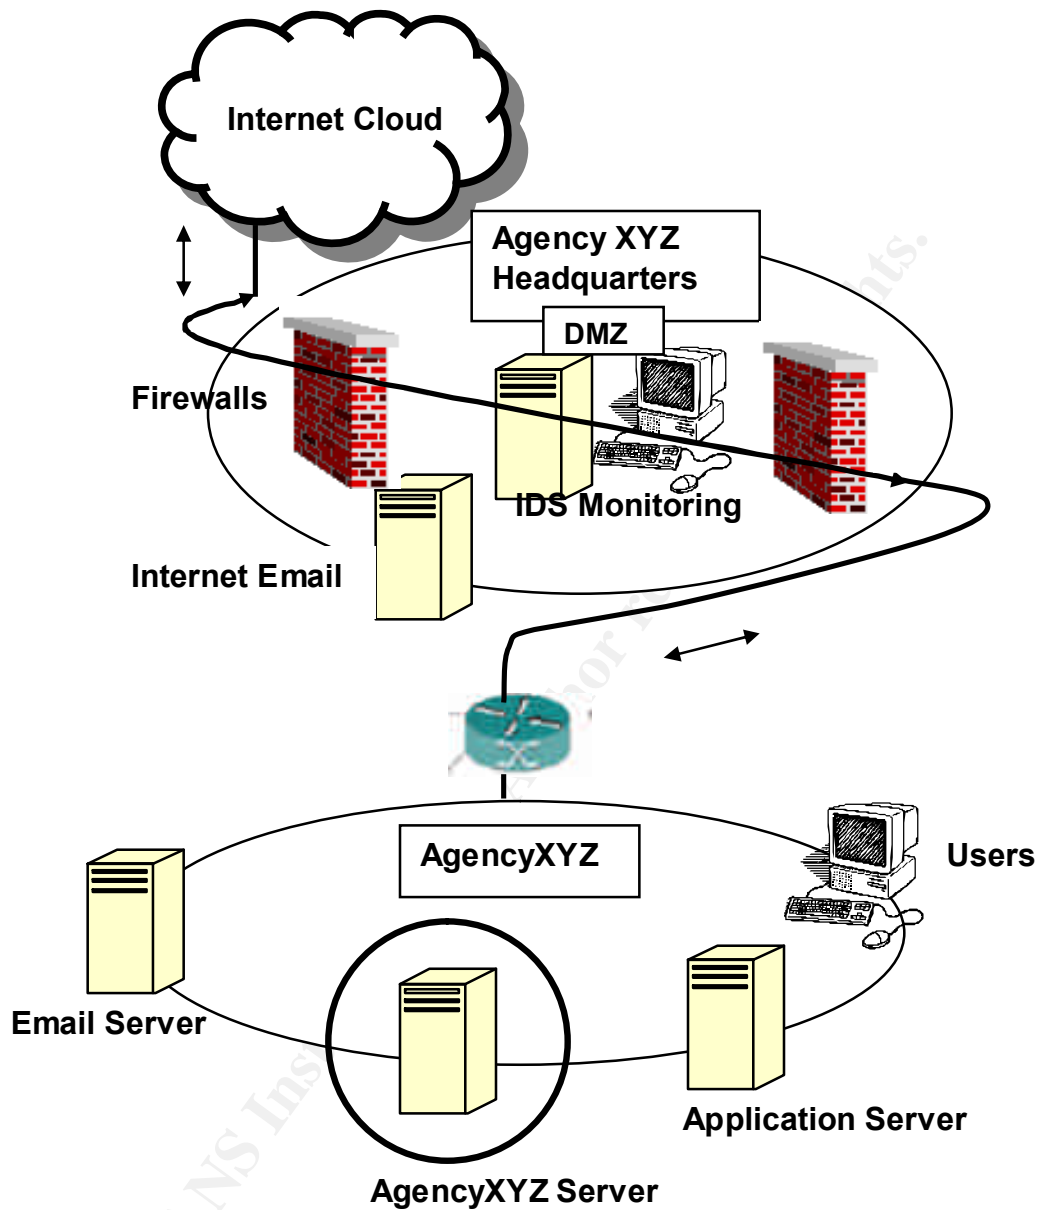 Internet Cloud
Agency XYZ
Headquarters
DMZ
Firewalls
IDS Monitoring
Internet Email
AgencyXYZ
Users
Email Server
Application Server
AgencyXYZ Server